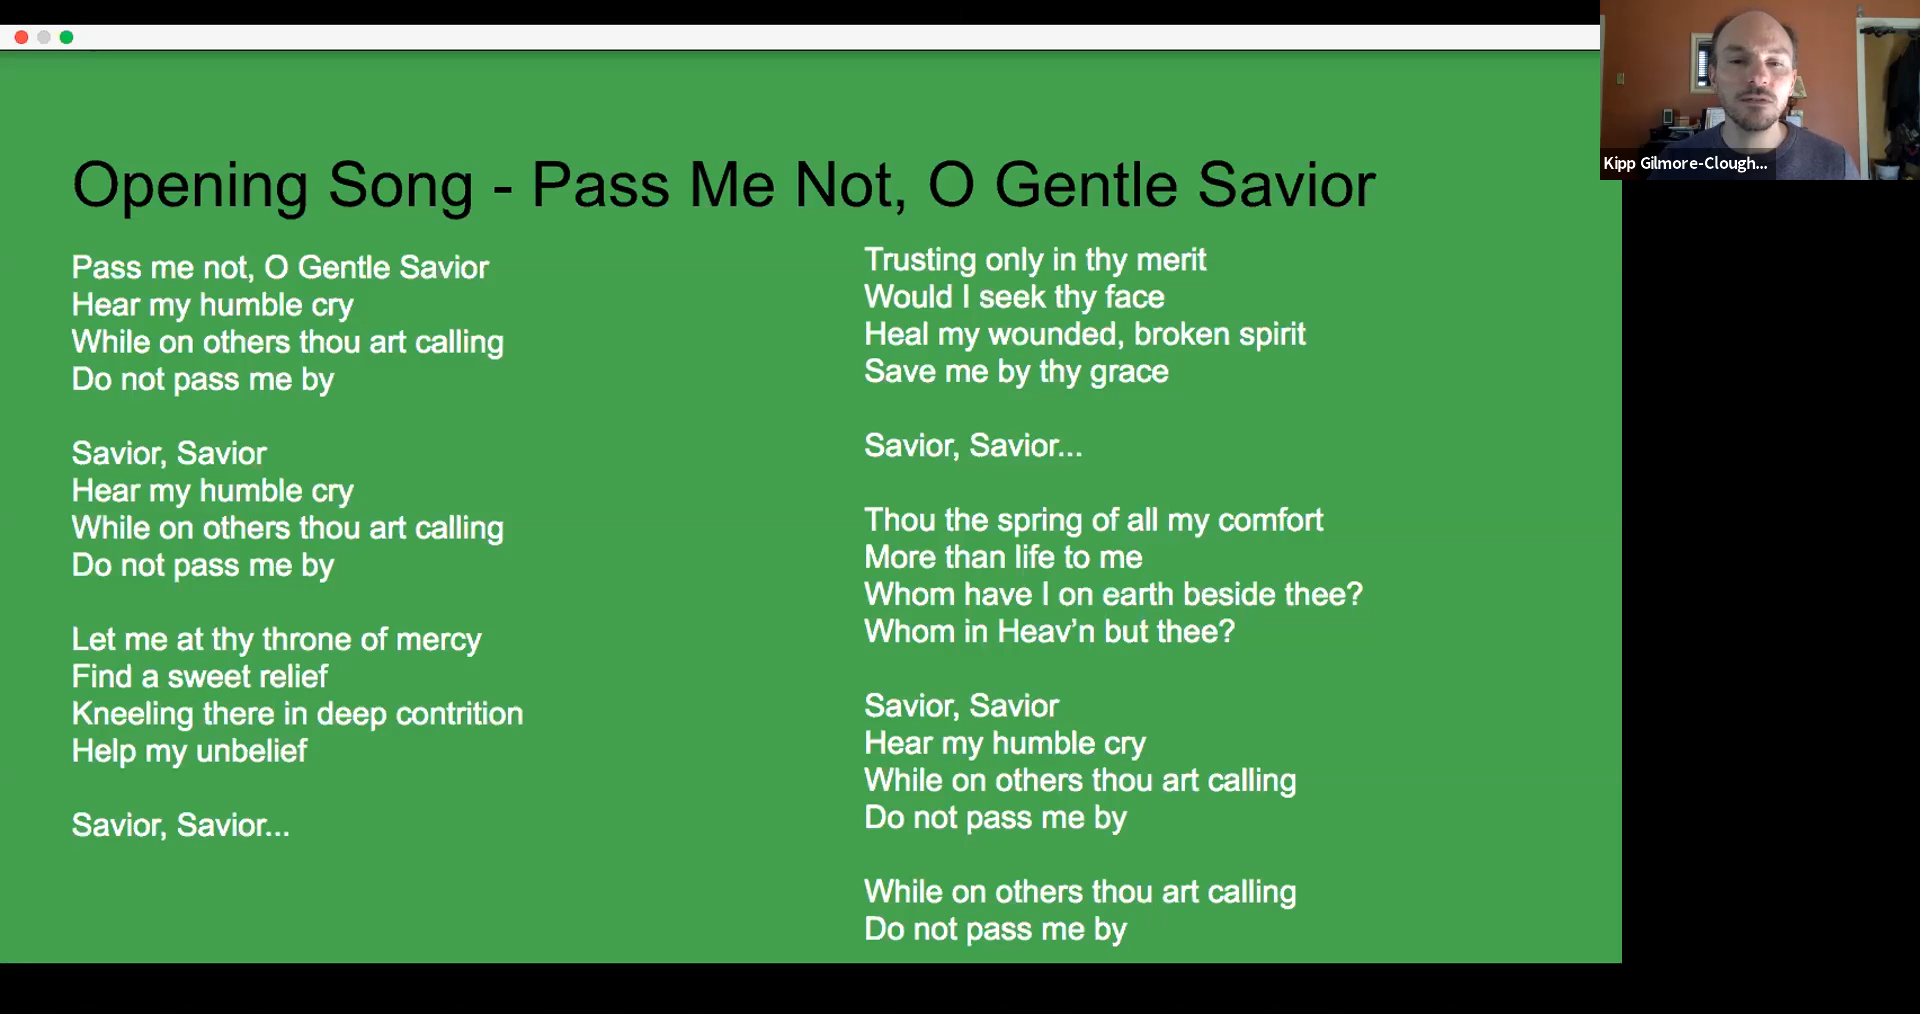 Opening Song - Pass Me Not, O Gentle Savior
Pass me not, O Gentle Savior
Hear my humble cry
While on others thou art calling
Do not pass me by
Savior, Savior
Hear my humble cry
While on others thou art calling
Do not pass me by
Let me at thy throne of mercy
Find a sweet relief
Kneeling there in deep contrition
Help my unbelief
Savior, Savior...
Trusting only in thy merit
Would I seek thy face
Heal my wounded, broken spirit
Save me by thy grace
Savior, Savior...
Thou the spring of all my comfort
More than life to me
Whom have I on earth beside thee?
Whom in Heav’n but thee?
Savior, Savior
Hear my humble cry
While on others thou art calling
Do not pass me by
While on others thou art calling
Do not pass me by
Kipp Gilmore-Clough...